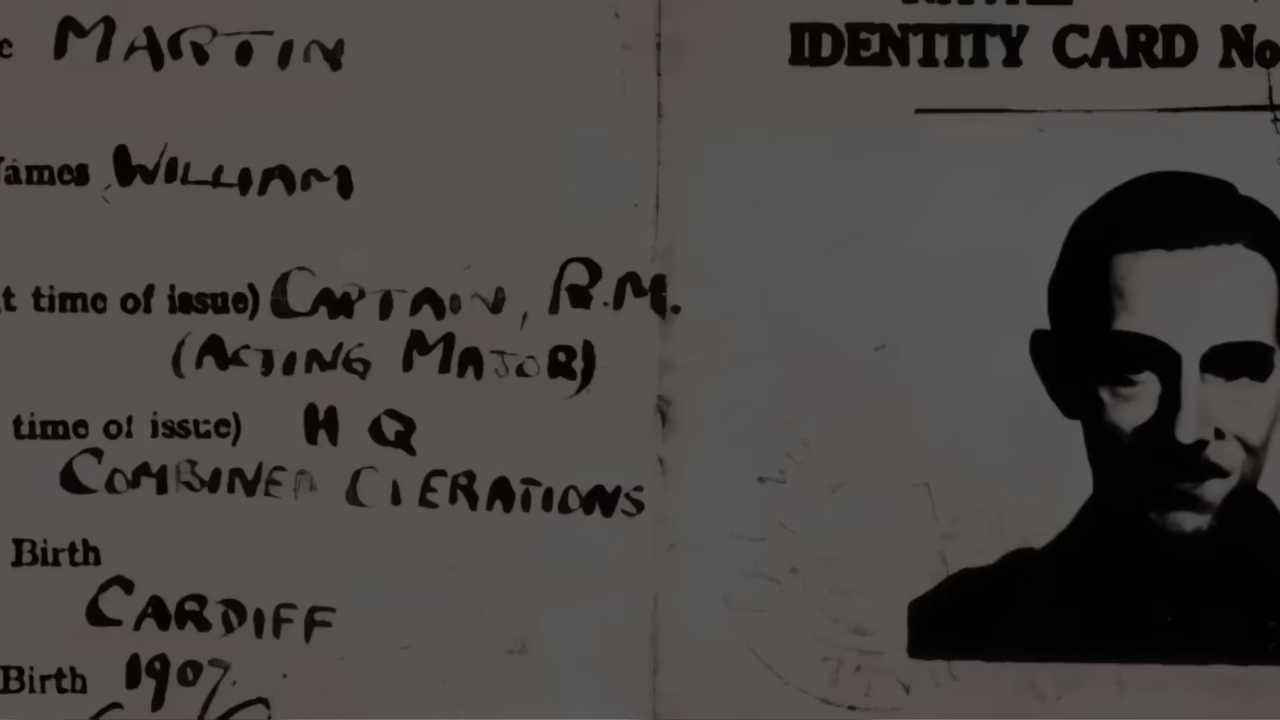 MARTIN
IDENTITY CARD No
Names WILLIAM
t time of issue) CAPTAIN, R.M.
(ACTING MAJOR)
time of issue) H Q
COMBINED OPERATIONS
Birth
CARDIFF
Birth 1907